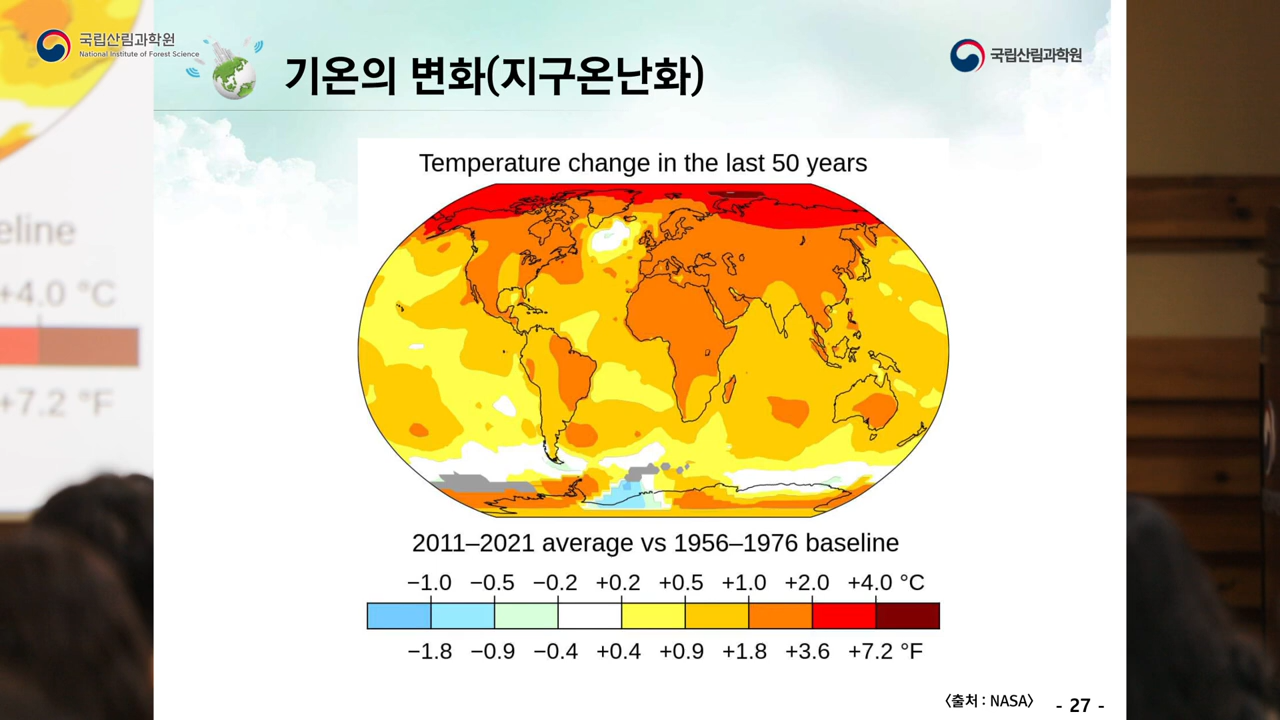 국립산림과학원
National Institute of Forest Science
기온의 변화(지구온난화)
국립산림과학원
Temperature change in the last 50 years
2011–2021 average vs 1956–1976 baseline
−1.0 −0.5 −0.2 +0.2 +0.5 +1.0 +2.0 +4.0 °C
−1.8 −0.9 −0.4 +0.4 +0.9 +1.8 +3.6 +7.2 °F
〈출처 : NASA〉
- 27 -
eline
+4.0 °C
+7.2 °F